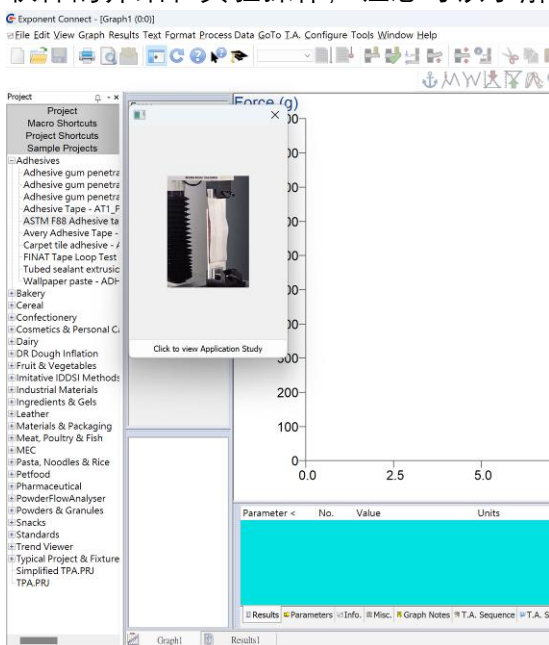 Exponent Connect - [Graph1 (0:0)]
File Edit View Graph Results Text Format Process Data GoTo T.A. Configure Tools Window Help
Project
Project
Macro Shortcuts
Project Shortcuts
Sample Projects
Adhesives
Adhesive gum penetra
Adhesive gum penetra
Adhesive gum penetra
Adhesive Tape - AT1_F
ASTM F88 Adhesive ta
Avery Adhesive Tape -
Carpet tile adhesive - A
FINAT Tape Loop Test
Tubed sealant extrusic
Wallpaper paste - ADH
Bakery
Cereal
Confectionery
Cosmetics & Personal Ca
Dairy
DR Dough Inflation
Fruit & Vegetables
Imitative IDDSI Methods
Industrial Materials
Ingredients & Gels
Leather
Materials & Packaging
Meat, Poultry & Fish
MEC
Pasta, Noodles & Rice
Petfood
Pharmaceutical
PowderFlowAnalyser
Powders & Granules
Snacks
Standards
Trend Viewer
Typical Project & Fixture
Simplified TPA.PRJ
TPA.PRJ
Click to view Application Study
Force (g)
200
100
0
0.0 2.5 5.0
Parameter < No. Value Units
Results Parameters Info. Misc. Graph Notes T.A. Sequence T.A. S
Graph1 Results1